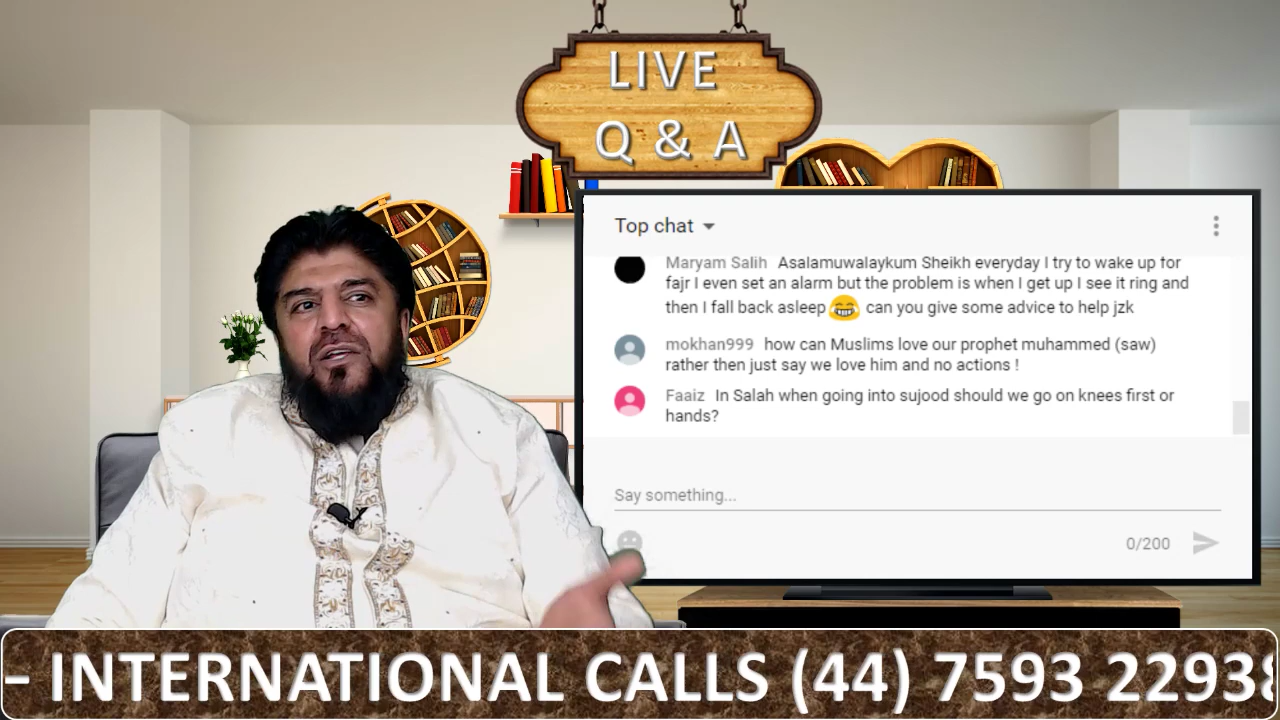 LIVE
Q & A
Top chat
Maryam Salih Asalamuwalaykum Sheikh everyday I try to wake up for
fajr I even set an alarm but the problem is when I get up I see it ring and
then I fall back asleep 😂 can you give some advice to help jzk
mokhan999 how can Muslims love our prophet muhammed (saw)
rather then just say we love him and no actions !
Faaiz In Salah when going into sujood should we go on knees first or
hands?
Say something...
0/200
- INTERNATIONAL CALLS (44) 7593 22938